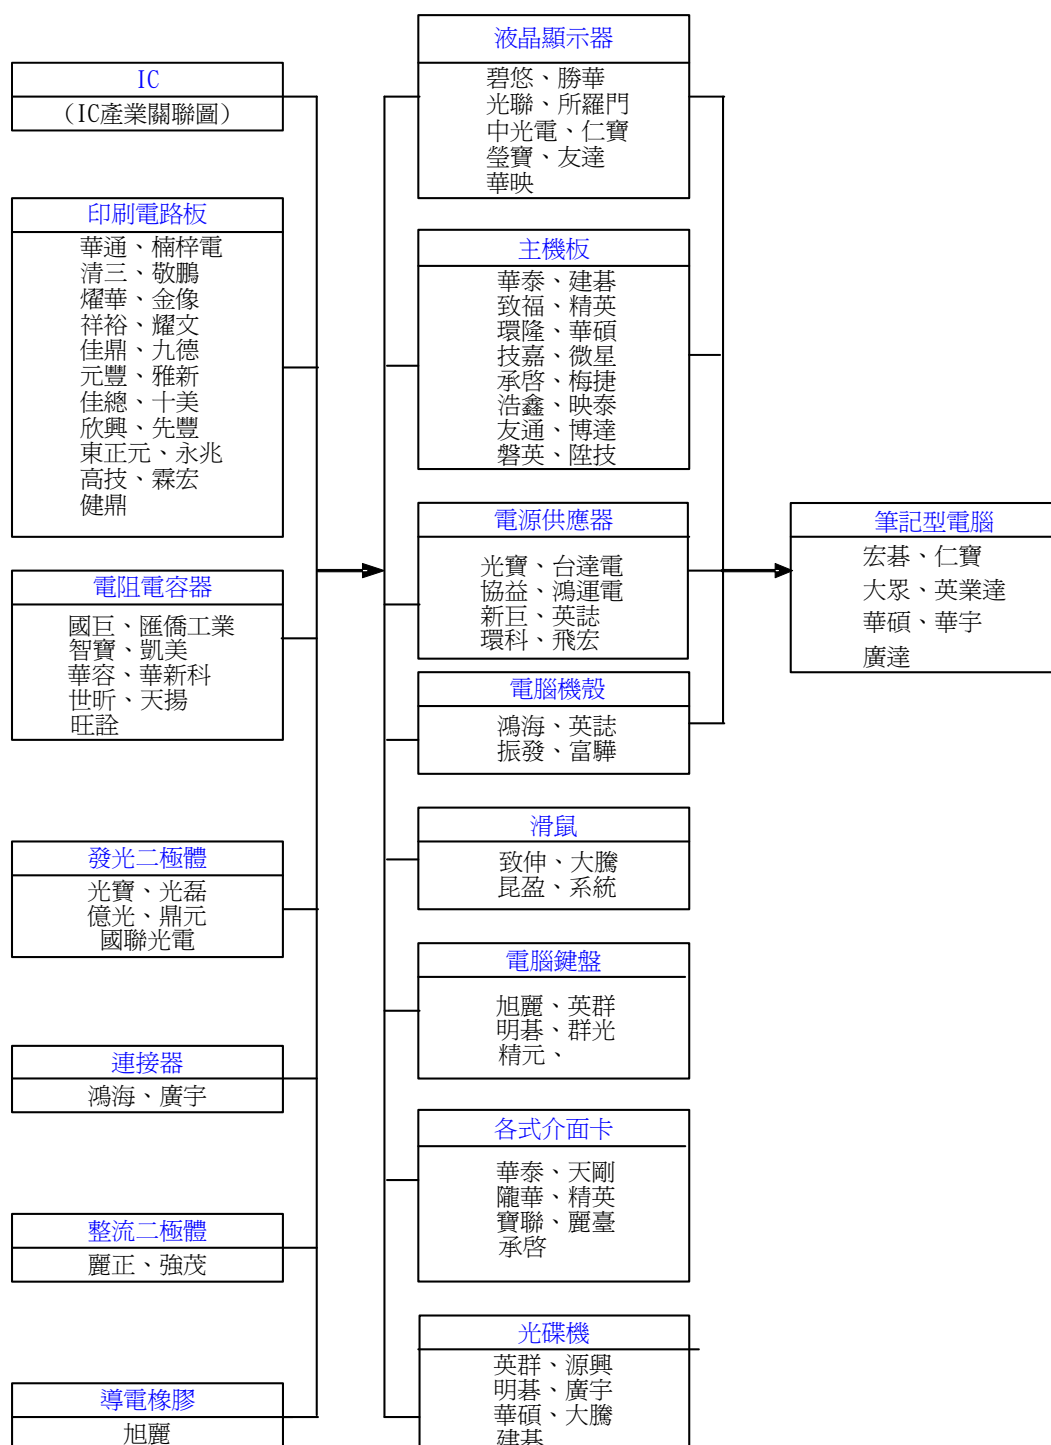 IC
(IC產業關聯圖)
印刷電路板
華通、楠梓電
清三、敬鵬
燿華、金像
祥裕、耀文
佳鼎、九德
元豐、雅新
佳總、十美
欣興、先豐
東正元、永兆
高技、霖宏
健鼎
電阻電容器
國巨、匯僑工業
智寶、凱美
華容、華新科
世昕、天揚
旺詮
發光二極體
光寶、光磊
億光、鼎元
國聯光電
連接器
鴻海、廣宇
整流二極體
麗正、強茂
導電橡膠
旭麗
液晶顯示器
碧悠、勝華
光聯、所羅門
中光電、仁寶
瑩寶、友達
華映
主機板
華泰、建碁
致福、精英
環隆、華碩
技嘉、微星
承啓、梅捷
浩鑫、映泰
友通、博達
磐英、陞技
電源供應器
光寶、台達電
協益、鴻運電
新巨、英誌
環科、飛宏
電腦機殼
鴻海、英誌
振發、富驊
滑鼠
致伸、大騰
昆盈、系統
電腦鍵盤
旭麗、英群
明碁、群光
精元、
各式介面卡
華泰、天剛
隴華、精英
寶聯、麗臺
承啓
光碟機
英群、源興
明碁、廣宇
華碩、大騰
建碁
筆記型電腦
宏碁、仁寶
大眾、英業達
華碩、華宇
廣達